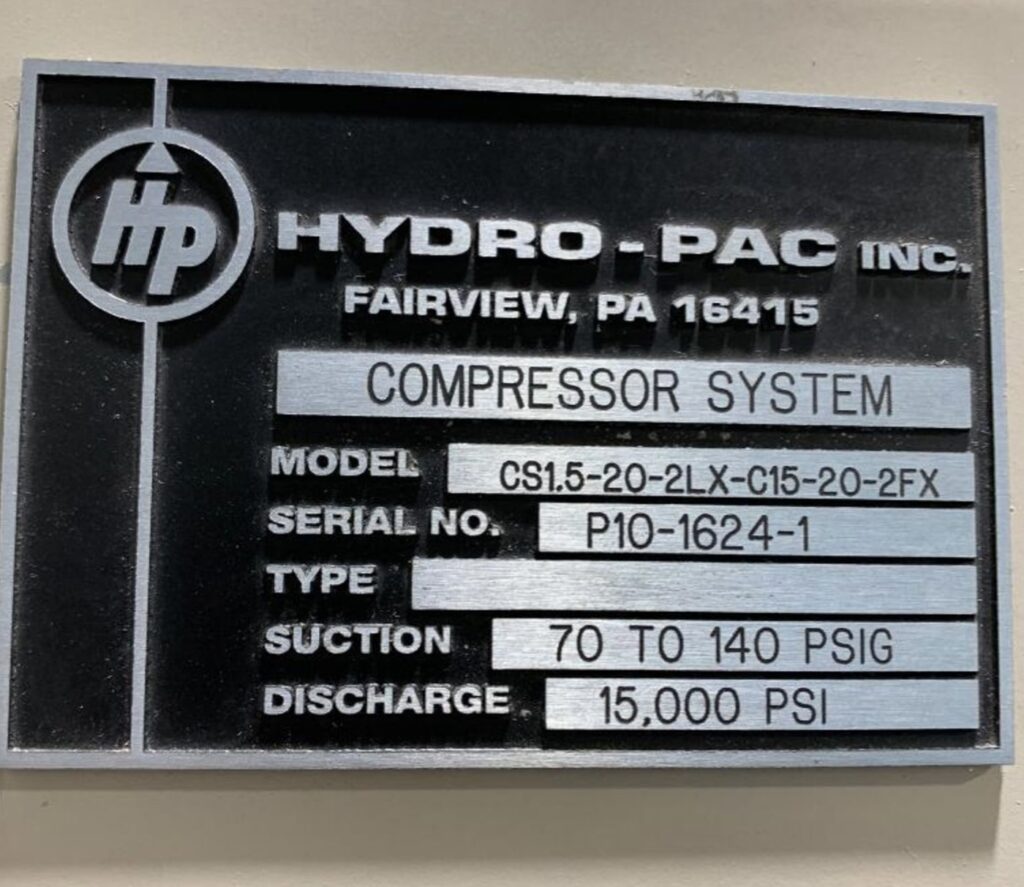 HP
HYDRO-PAC INC.
FAIRVIEW, PA 16415
COMPRESSOR SYSTEM
MODEL CS1.5-20-2LX-C15-20-2FX
SERIAL NO. P10-1624-1
TYPE
SUCTION 70 TO 140 PSIG
DISCHARGE 15,000 PSI